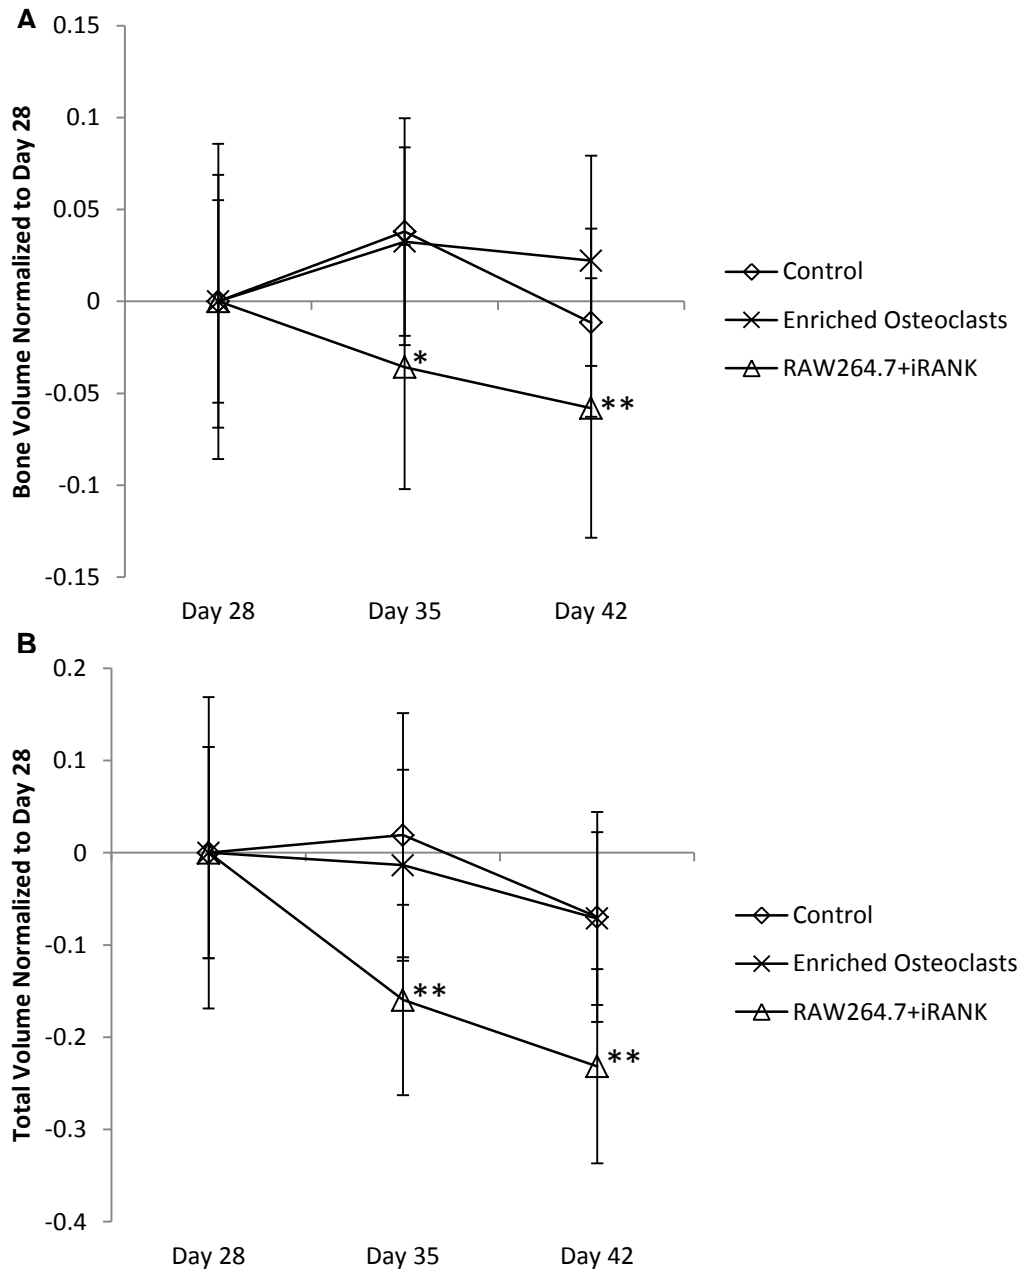 A
0.15
0.1
0.05
0
-0.05
-0.1
-0.15
Bone Volume Normalized to Day 28
*
**
Day 28 Day 35 Day 42
Control
Enriched Osteoclasts
RAW264.7+iRANK
B
0.2
0.1
0
-0.1
-0.2
-0.3
-0.4
Total Volume Normalized to Day 28
**
**
Day 28 Day 35 Day 42
Control
Enriched Osteoclasts
RAW264.7+iRANK